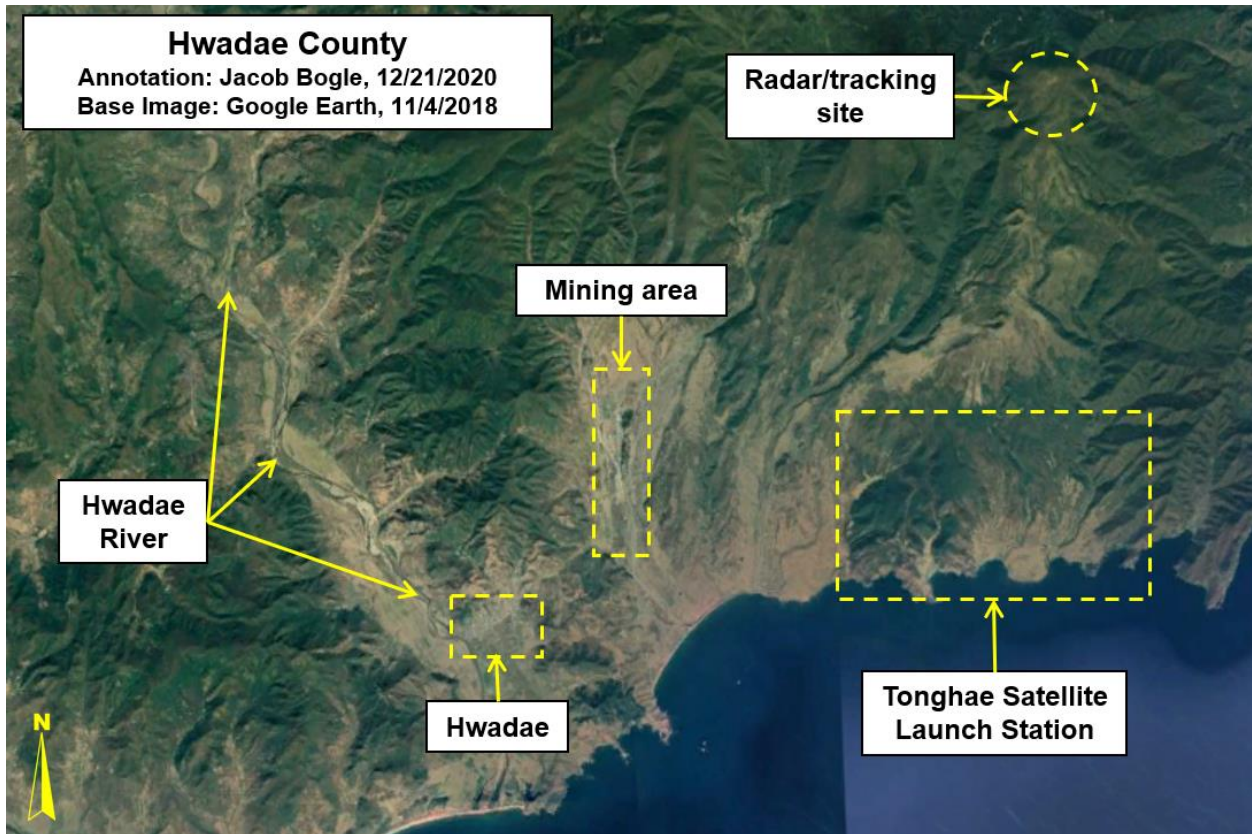 Hwadae County
Annotation: Jacob Bogle, 12/21/2020
Base Image: Google Earth, 11/4/2018
Radar/tracking
site
Mining area
Hwadae
River
Hwadae
Tonghae Satellite
Launch Station
N